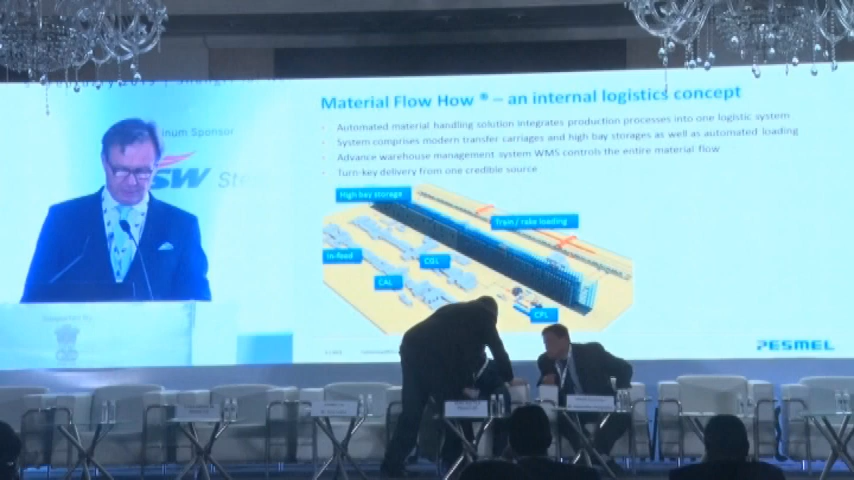 inum Sponsor
JSW Ste
Material Flow How ® – an internal logistics concept
Automated material handling solution integrates production processes into one logistic system
System comprises modern transfer carriages and high bay storages as well as automated loading
Advance warehouse management system WMS controls the entire material flow
Turn-key delivery from one credible source
High bay storage
Train / rake loading
In-feed
CGL
CAL
CPL
PESMEL